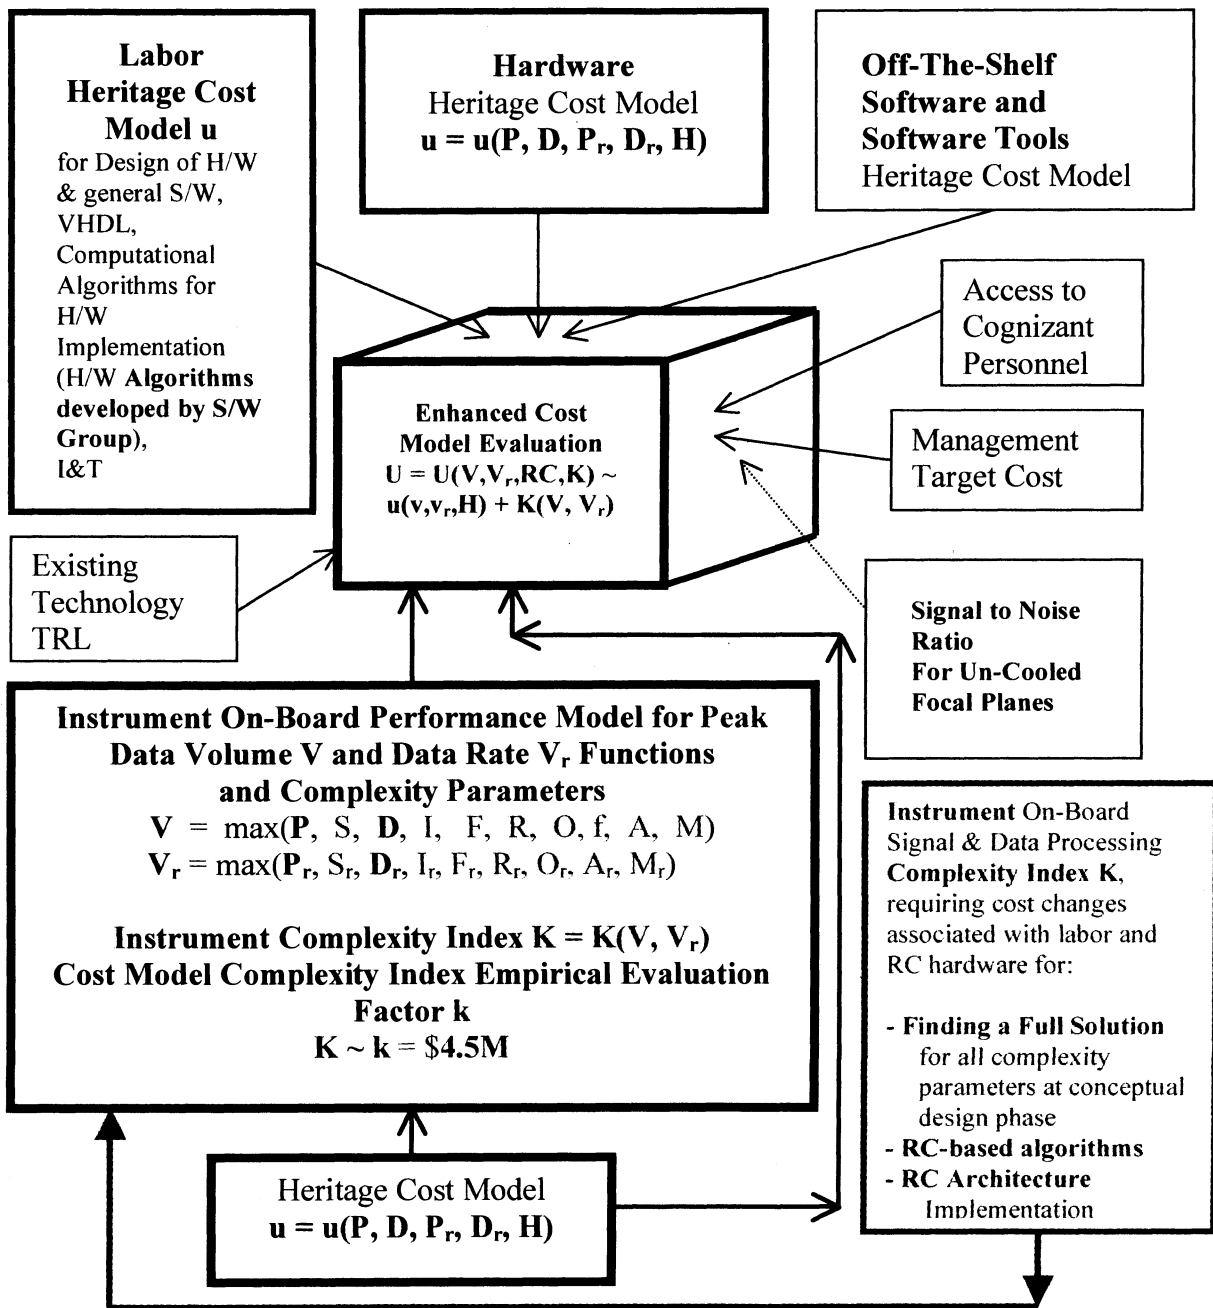 Labor
Heritage Cost
Model u
for Design of H/W
& general S/W,
VHDL,
Computational
Algorithms for
H/W
Implementation
(H/W Algorithms
developed by S/W
Group),
I&T
Hardware
Heritage Cost Model
u = u(P, D, Pr, Dr, H)
Off-The-Shelf
Software and
Software Tools
Heritage Cost Model
Access to
Cognizant
Personnel
Enhanced Cost
Model Evaluation
U = U(V,Vr,RC,K) ~
u(v,vr,H) + K(V, Vr)
Management
Target Cost
Existing
Technology
TRL
Signal to Noise
Ratio
For Un-Cooled
Focal Planes
Instrument On-Board Performance Model for Peak
Data Volume V and Data Rate Vr Functions
and Complexity Parameters
V = max(P, S, D, I, F, R, O, f, A, M)
Vr = max(Pr, Sr, Dr, Ir, Fr, Rr, Or, Ar, Mr)
Instrument Complexity Index K = K(V, Vr)
Cost Model Complexity Index Empirical Evaluation
Factor k
K ~ k = $4.5M
Instrument On-Board
Signal & Data Processing
Complexity Index K,
requiring cost changes
associated with labor and
RC hardware for:
- Finding a Full Solution
for all complexity
parameters at conceptual
design phase
- RC-based algorithms
- RC Architecture
Implementation
Heritage Cost Model
u = u(P, D, Pr, Dr, H)